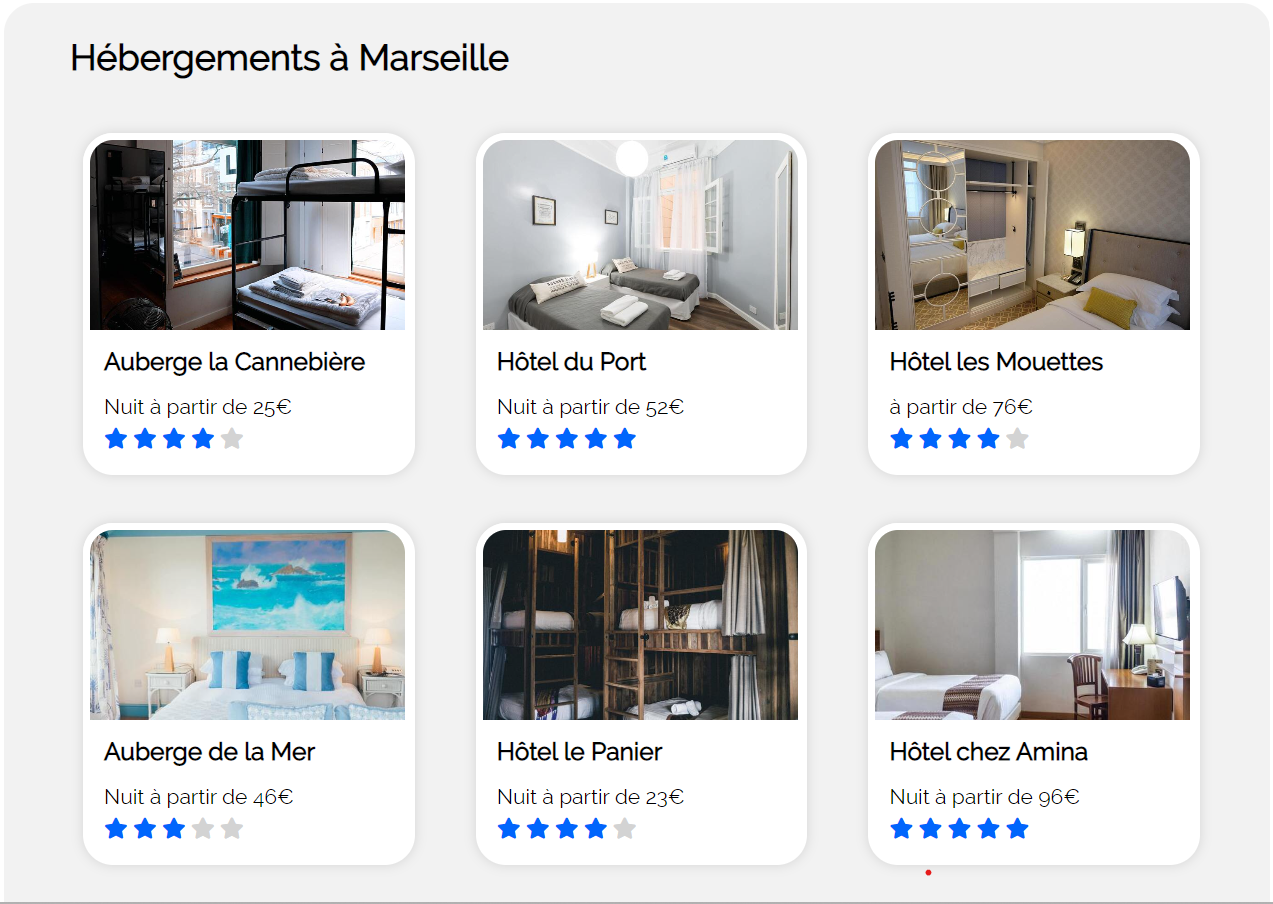 Hébergements à Marseille
Auberge la Cannebière
Nuit à partir de 25€
Hôtel du Port
Nuit à partir de 52€
Hôtel les Mouettes
à partir de 76€
Auberge de la Mer
Nuit à partir de 46€
Hôtel le Panier
Nuit à partir de 23€
Hôtel chez Amina
Nuit à partir de 96€